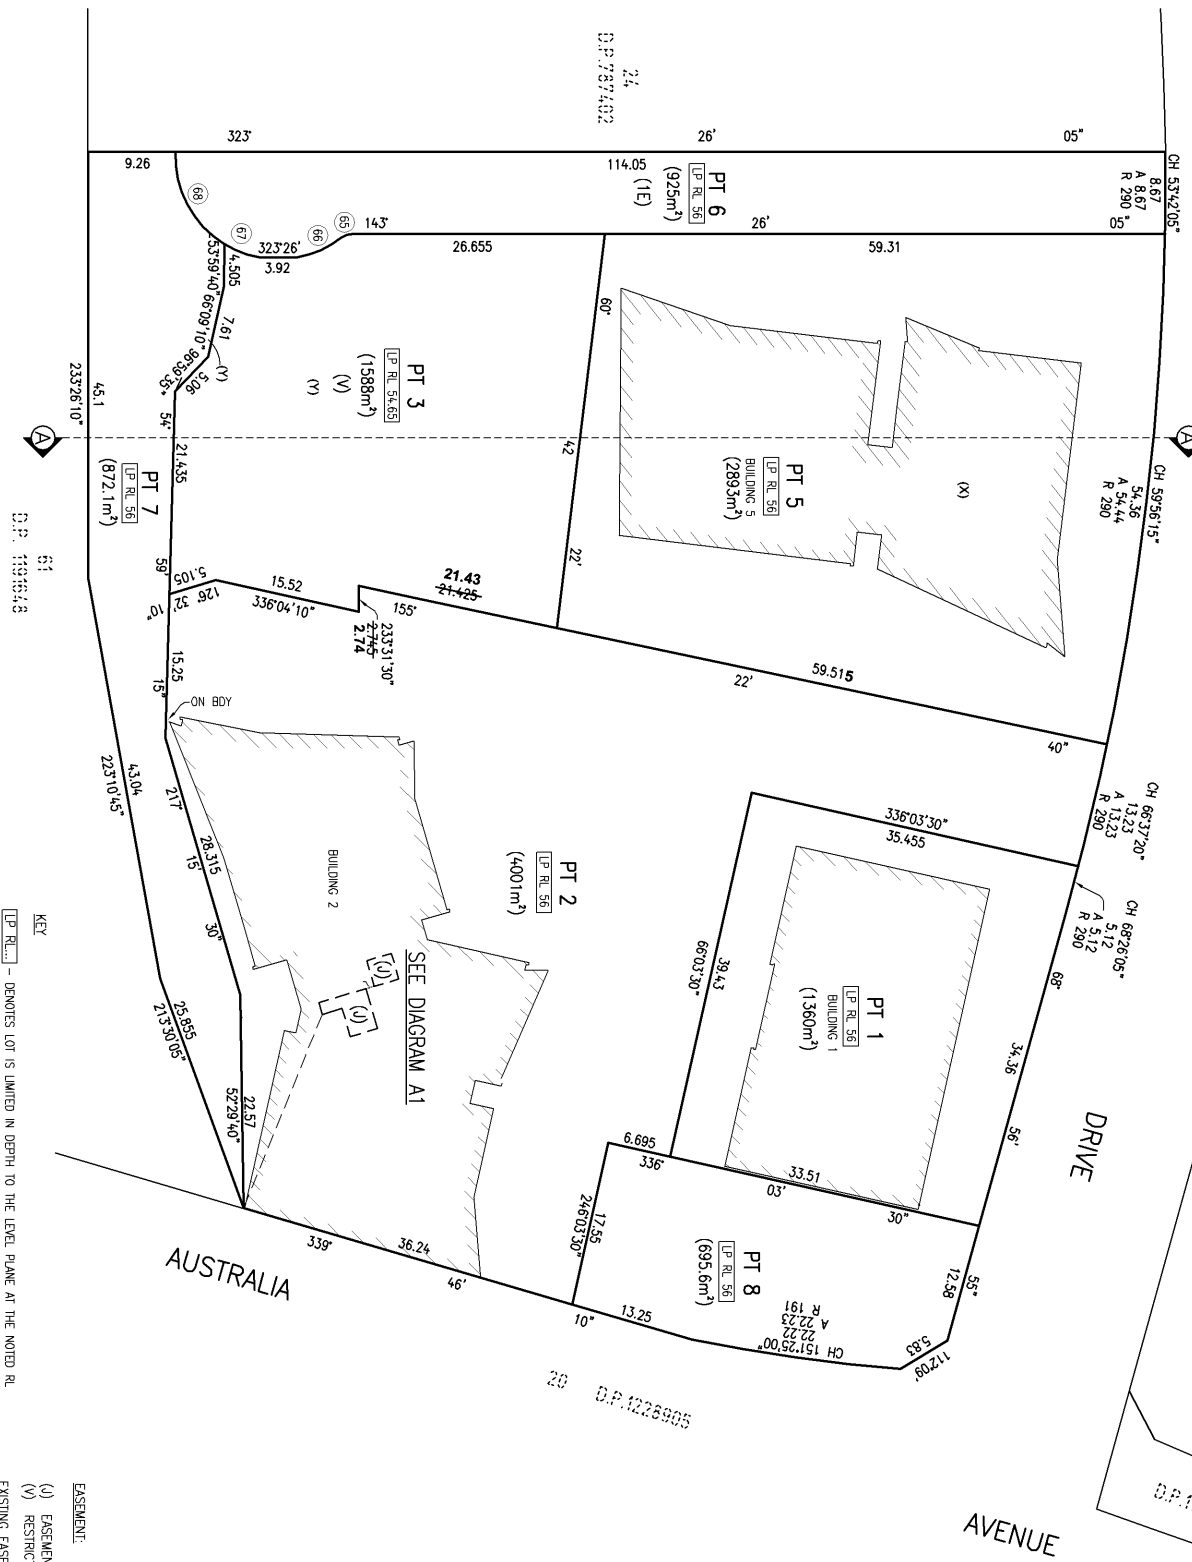 24
D.P.787402
323°
26'
05"
9.26
114.05
PT 6
LP RL 56
(925m²)
(1E)
CH 53°42'05"
8.67
A 8.67
R 290
68
67
66
65
143°
26'
05"
323°26'
3.92
26.655
59.31
4.505
53°59'40"
7.61
66°09'10"
(Y)
5.06
96°59'35"
PT 3
LP RL 54.65
(1588m²)
(V)
(Y)
60°
42
22'
PT 5
LP RL 56
BUILDING 5
(2893m²)
(X)
A
A
CH 59°56'15"
54.36
A 54.44
R 290
45.1
233°26'10"
54°
21.435
59'
PT 7
LP RL 56
(872.1m²)
61
D.P. 1191648
5.105
126° 32' 10"
15.52
336°04'10"
21.43
21.425
155°
233°31'30"
2.745
2.74
59.515
22'
40"
15.25
15"
ON BDY
43.04
223°10'45"
217°
28.315
15'
30"
BUILDING 2
PT 2
LP RL 56
(4001m²)
CH 66°37'20"
13.23
A 13.23
R 290
CH 68°26'05"
5.12
A 5.12
R 290
336°03'30"
35.455
39.43
66°03'30"
PT 1
LP RL 56
BUILDING 1
(1360m²)
68°
34.36
56'
DRIVE
(J)
(J)
SEE DIAGRAM A1
25.855
213°30'05"
22.57
52°29'40"
6.695
336°
33.51
03'
30"
17.55
246°03'30"
PT 8
LP RL 56
(695.6m²)
55"
12.58
5.83
112°09'
CH 151°25'00"
22.22
A 22.23
R 191
339°
36.24
46'
10"
13.25
AUSTRALIA
AVENUE
20 D.P.1228905
D.P.1
KEY
LP RL... – DENOTES LOT IS LIMITED IN DEPTH TO THE LEVEL PLANE AT THE NOTED RL
EASEMENT:
(J) EASEMEN
(V) RESTRIC
EXISTING EASE